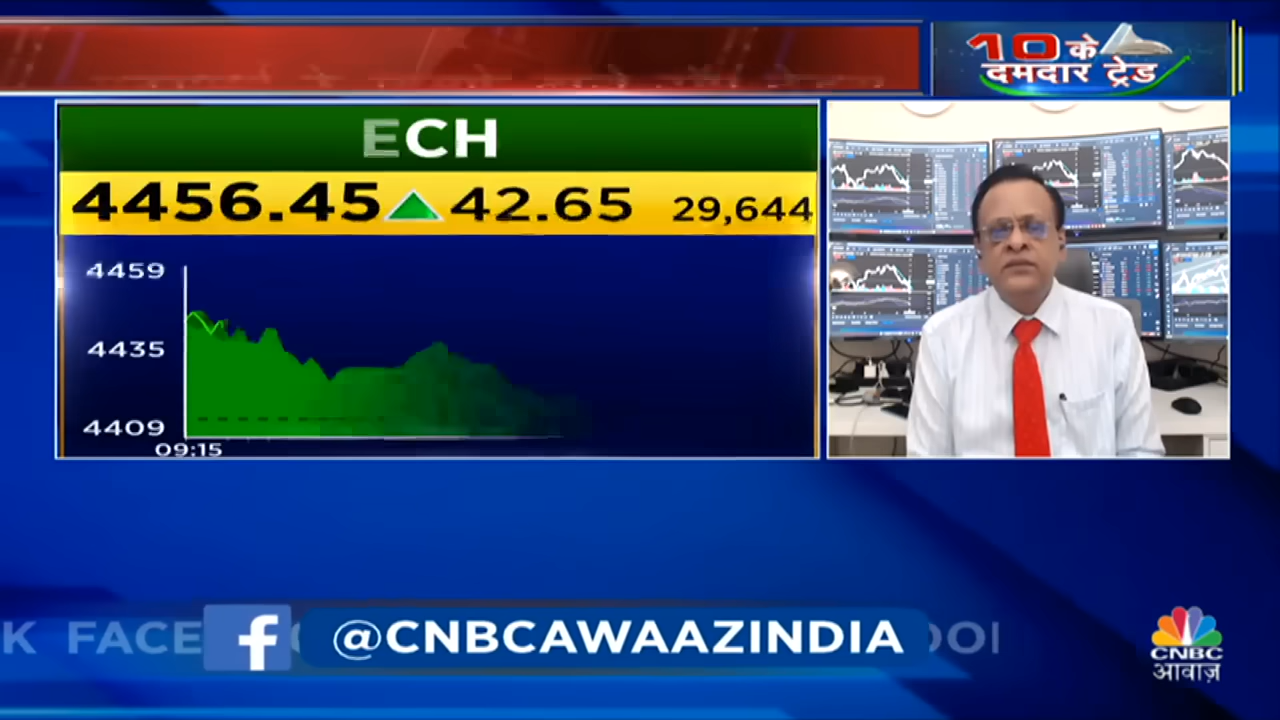 10 के
दमदार ट्रेड
ECH
4456.45 42.65 29,644
4459
4435
4409
09:15
K FACE
f
@CNBCAWAAZINDIA
CNBC
आवाज़